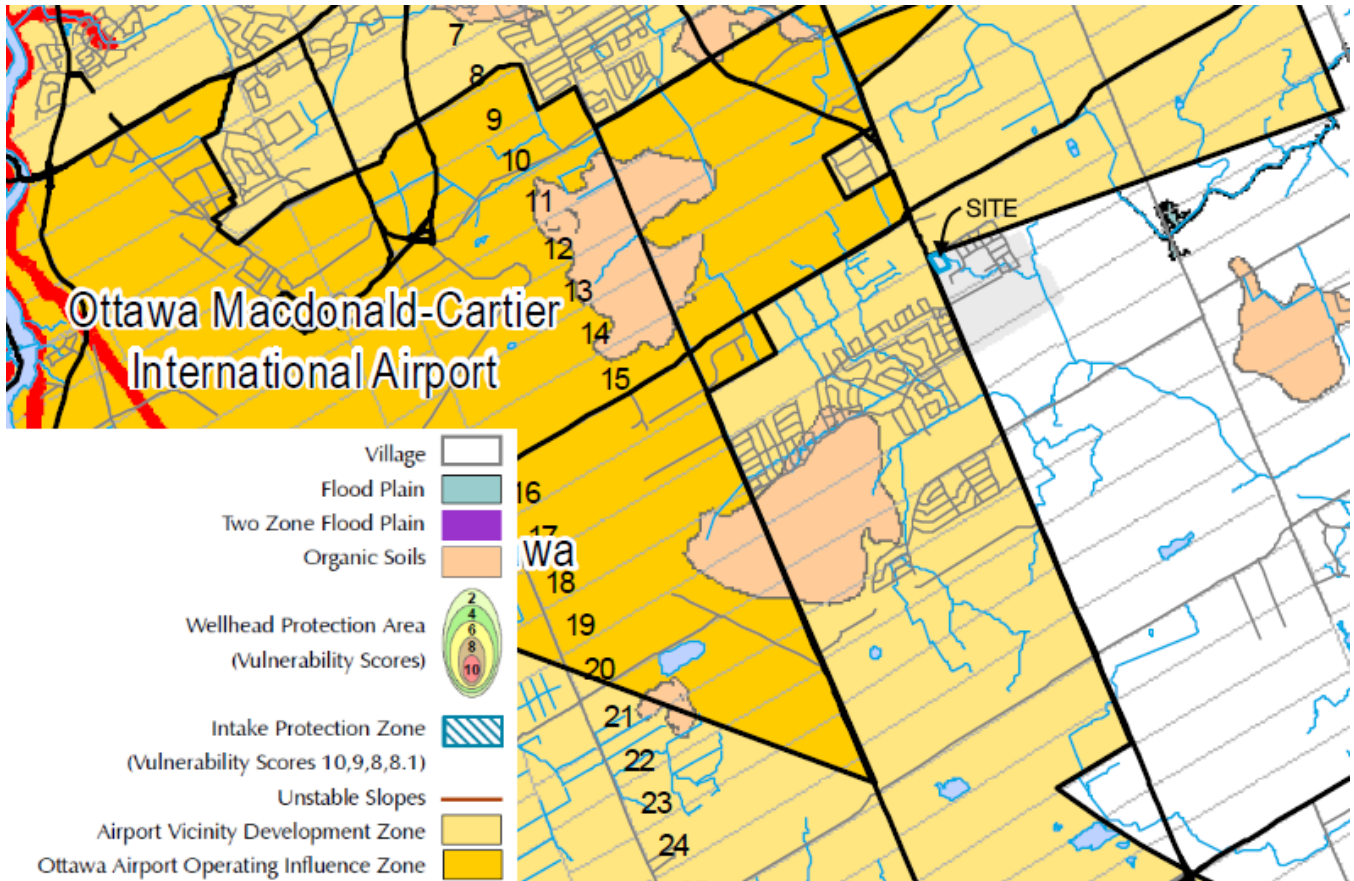 7
8
9
10
11
12
13
14
15
SITE
Ottawa Macdonald-Cartier
International Airport
16
17
wa
18
19
20
21
22
23
24
Village
Flood Plain
Two Zone Flood Plain
Organic Soils
Wellhead Protection Area
(Vulnerability Scores)
2
4
6
8
10
Intake Protection Zone
(Vulnerability Scores 10,9,8,8.1)
Unstable Slopes
Airport Vicinity Development Zone
Ottawa Airport Operating Influence Zone